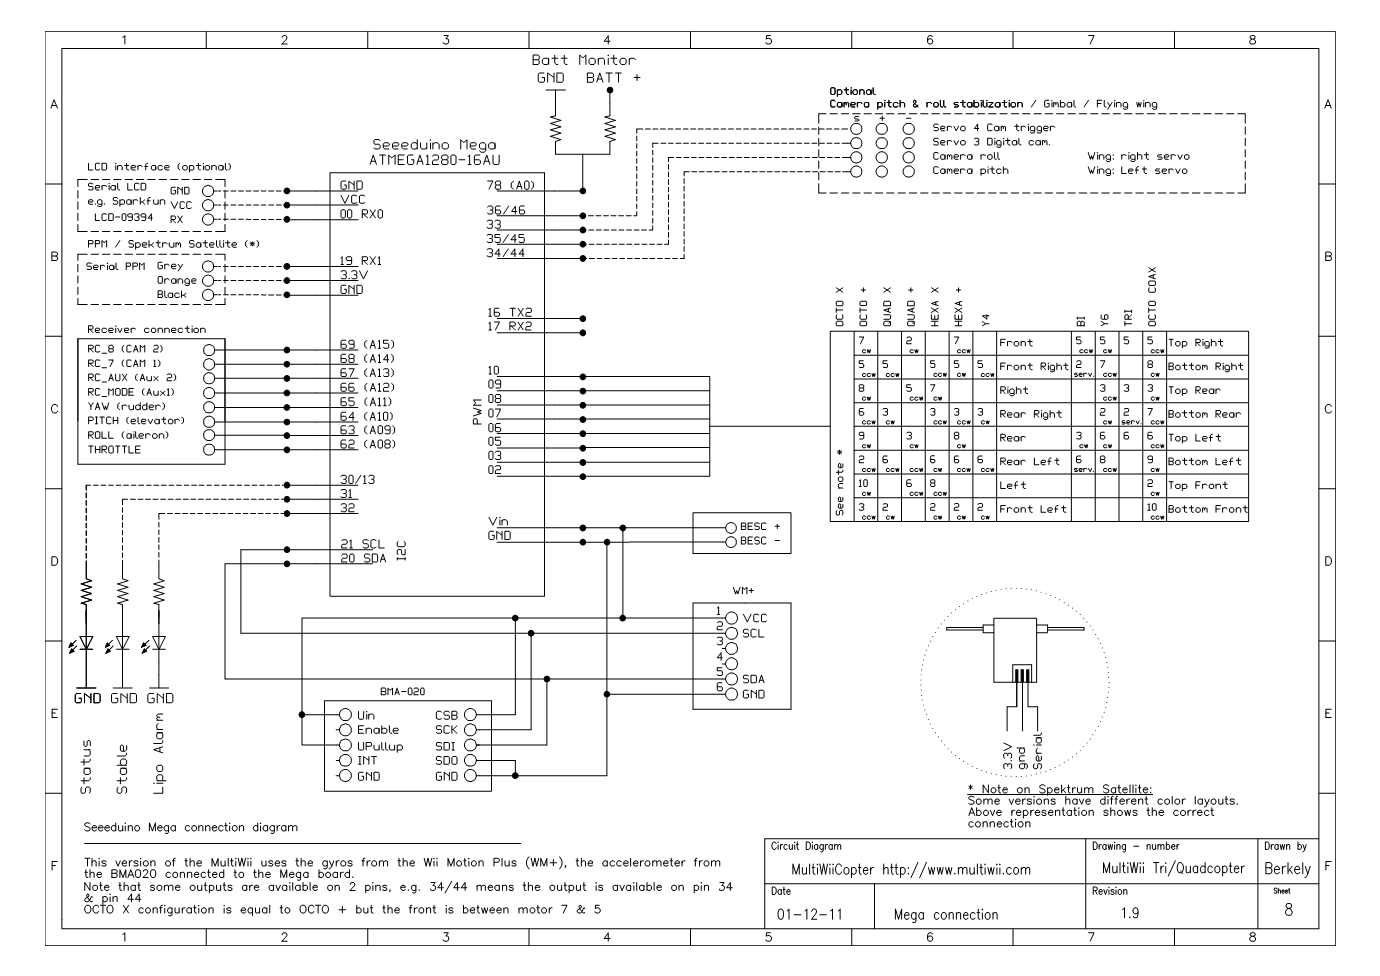 1 2 3 4 5 6 7 8
A
B
C
D
E
F
Batt Monitor
GND BATT +
Seeeduino Mega
ATMEGA1280-16AU
LCD interface (optional)
Serial LCD GND
e.g. Sparkfun VCC
LCD-09394 RX
PPM / Spektrum Satellite (*)
Serial PPM Grey
Orange
Black
Receiver connection
RC_8 (CAM 2)
RC_7 (CAM 1)
RC_AUX (Aux 2)
RC_MODE (Aux1)
YAW (rudder)
PITCH (elevator)
ROLL (aileron)
THROTTLE
GND
VCC
00 RX0
19 RX1
3.3V
GND
69 (A15)
68 (A14)
67 (A13)
66 (A12)
65 (A11)
64 (A10)
63 (A09)
62 (A08)
30/13
31
32
21 SCL
20 SDA
I2C
78 (A0)
36/46
33
35/45
34/44
16 TX2
17 RX2
PWM
10
09
08
07
06
05
03
02
Vin
GND
Optional
Camera pitch & roll stabilization / Gimbal / Flying wing
s + -
Servo 4 Cam trigger
Servo 3 Digital cam.
Camera roll Wing: right servo
Camera pitch Wing: Left servo
OCTO X OCTO + QUAD X QUAD + HEXA X HEXA + Y4 BI Y6 TRI OCTO COAX
See note *
7 cw 2 cw 7 ccw Front 5 ccw 5 cw 5 5 ccw Top Right
5 ccw 5 ccw 5 ccw 5 cw 5 ccw Front Right 2 serv. 7 ccw 8 cw Bottom Right
8 cw 5 ccw 7 cw Right 3 ccw 3 3 cw Top Rear
6 ccw 3 cw 3 ccw 3 ccw 3 cw Rear Right 2 cw 2 serv. 7 ccw Bottom Rear
9 cw 3 cw 8 cw Rear 3 cw 6 cw 6 6 ccw Top Left
2 ccw 6 ccw 6 cw 6 ccw 6 ccw Rear Left 6 serv. 8 ccw 9 cw Bottom Left
10 cw 6 ccw 8 ccw Left 2 cw Top Front
3 ccw 2 cw 2 cw 2 cw 2 cw Front Left 10 ccw Bottom Front
BESC +
BESC -
WM+
1 VCC
2 SCL
3
4
5 SDA
6 GND
BMA-020
Uin CSB
Enable SCK
UPullup SDI
INT SDO
GND GND
GND GND GND
Status
Stable
Lipo Alarm
3.3V
gnd
Serial
* Note on Spektrum Satellite:
Some versions have different color layouts.
Above representation shows the correct
connection
Seeeduino Mega connection diagram
This version of the MultiWii uses the gyros from the Wii Motion Plus (WM+), the accelerometer from
the BMA020 connected to the Mega board.
Note that some outputs are available on 2 pins, e.g. 34/44 means the output is available on pin 34
& pin 44
OCTO X configuration is equal to OCTO + but the front is between motor 7 & 5
Circuit Diagram
MultiWiiCopter http://www.multiwii.com
Drawing - number
MultiWii Tri/Quadcopter
Drawn by
Berkely
Date
01-12-11
Mega connection
Revision
1.9
Sheet
8
A
B
C
D
E
F
1 2 3 4 5 6 7 8